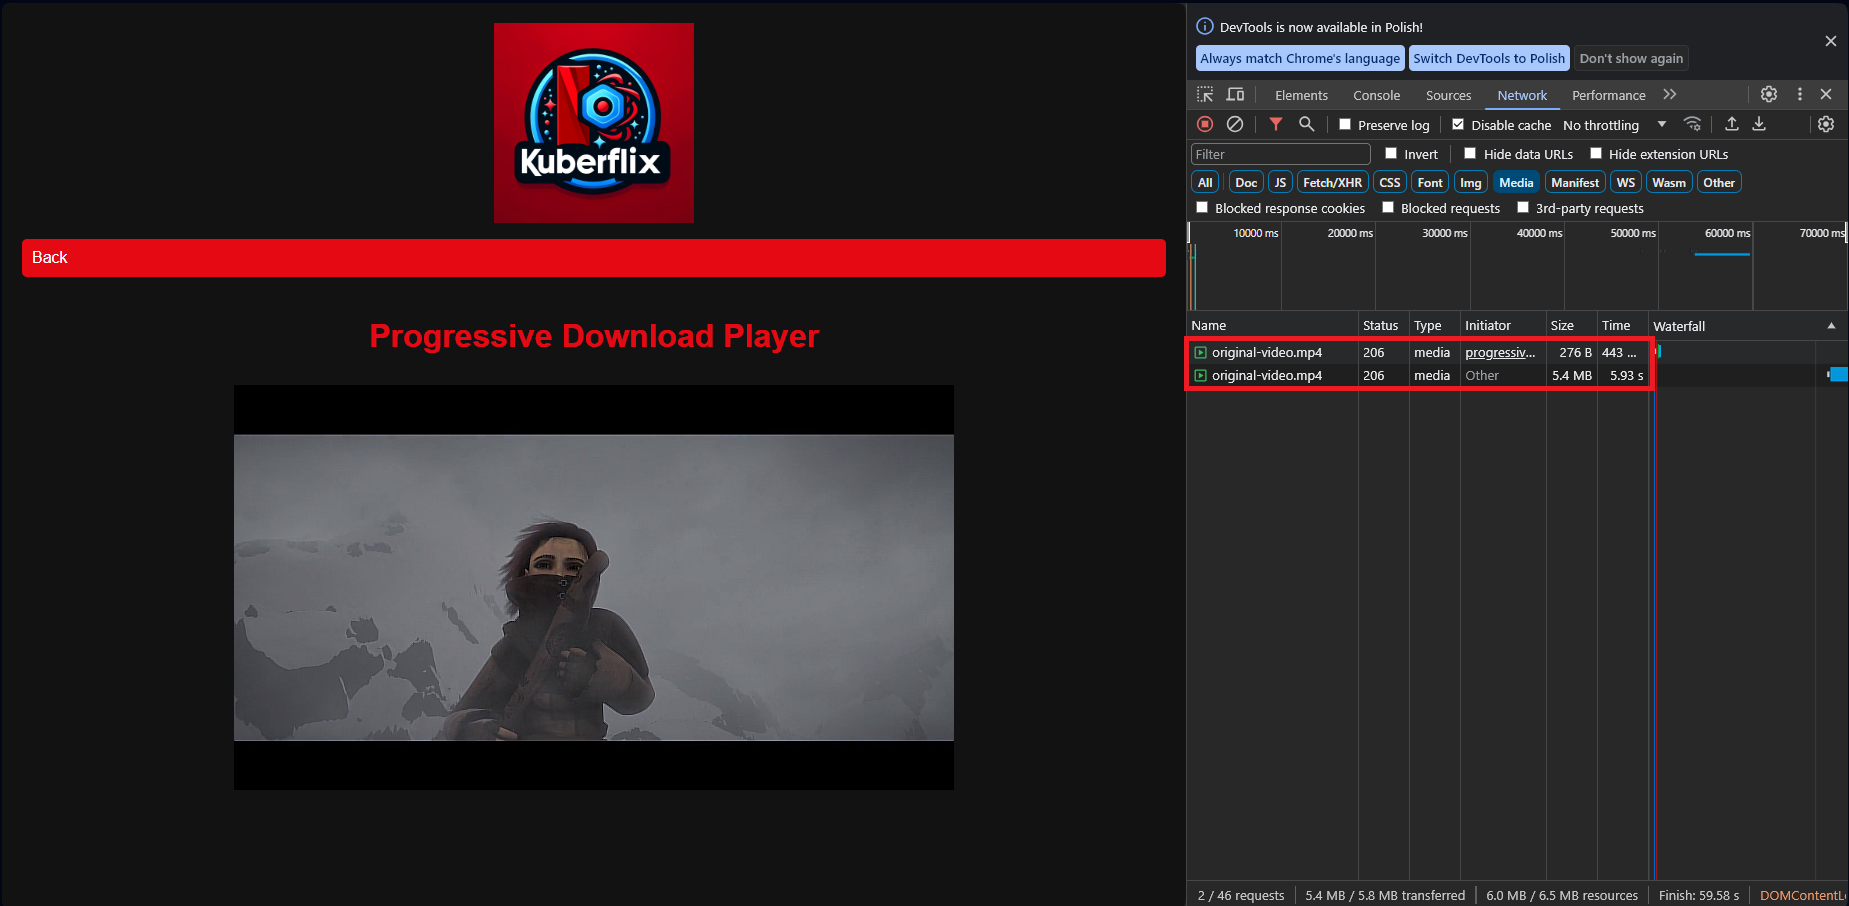 Kuberflix
Back
Progressive Download Player
DevTools is now available in Polish!
Always match Chrome's language Switch DevTools to Polish Don't show again
Elements Console Sources Network Performance
Preserve log Disable cache No throttling
Filter Invert Hide data URLs Hide extension URLs
All Doc JS Fetch/XHR CSS Font Img Media Manifest WS Wasm Other
Blocked response cookies Blocked requests 3rd-party requests
10000 ms 20000 ms 30000 ms 40000 ms 50000 ms 60000 ms 70000 ms
Name Status Type Initiator Size Time Waterfall
original-video.mp4 206 media progressiv... 276 B 443 ...
original-video.mp4 206 media Other 5.4 MB 5.93 s
2 / 46 requests 5.4 MB / 5.8 MB transferred 6.0 MB / 6.5 MB resources Finish: 59.58 s DOMContentL